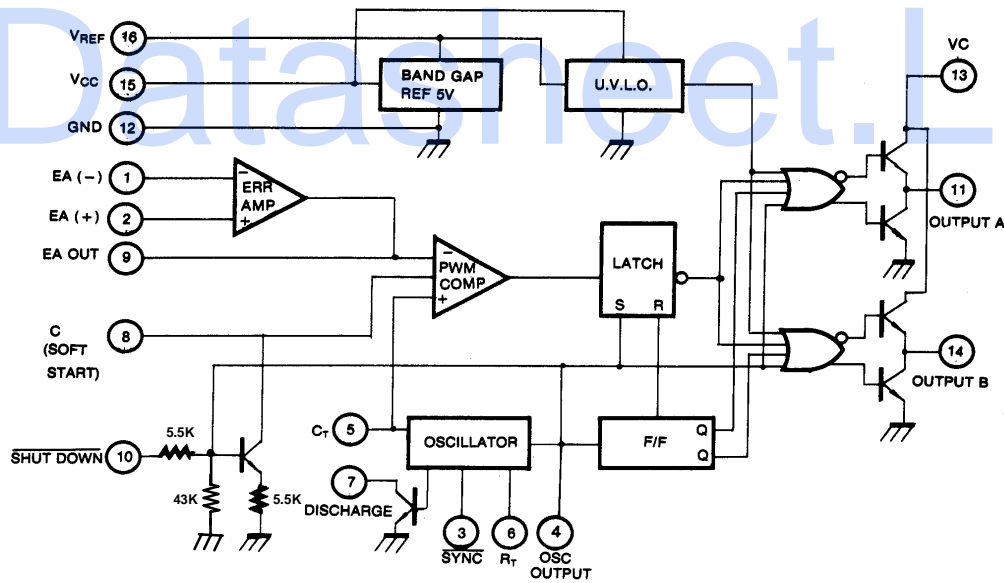 Datasheet.L
VREF 16
VCC 15
GND 12
EA (-) 1
EA (+) 2
EA OUT 9
C 8
(SOFT
START)
SHUT DOWN 10
5.5K
43K
5.5K
BAND GAP
REF 5V
U.V.L.O.
-
ERR
AMP
+
-
PWM
COMP
+
LATCH
S R
CT 5
OSCILLATOR
F/F
Q
Q
7
DISCHARGE
3
SYNC
6
RT
4
OSC
OUTPUT
VC
13
11
OUTPUT A
14
OUTPUT B